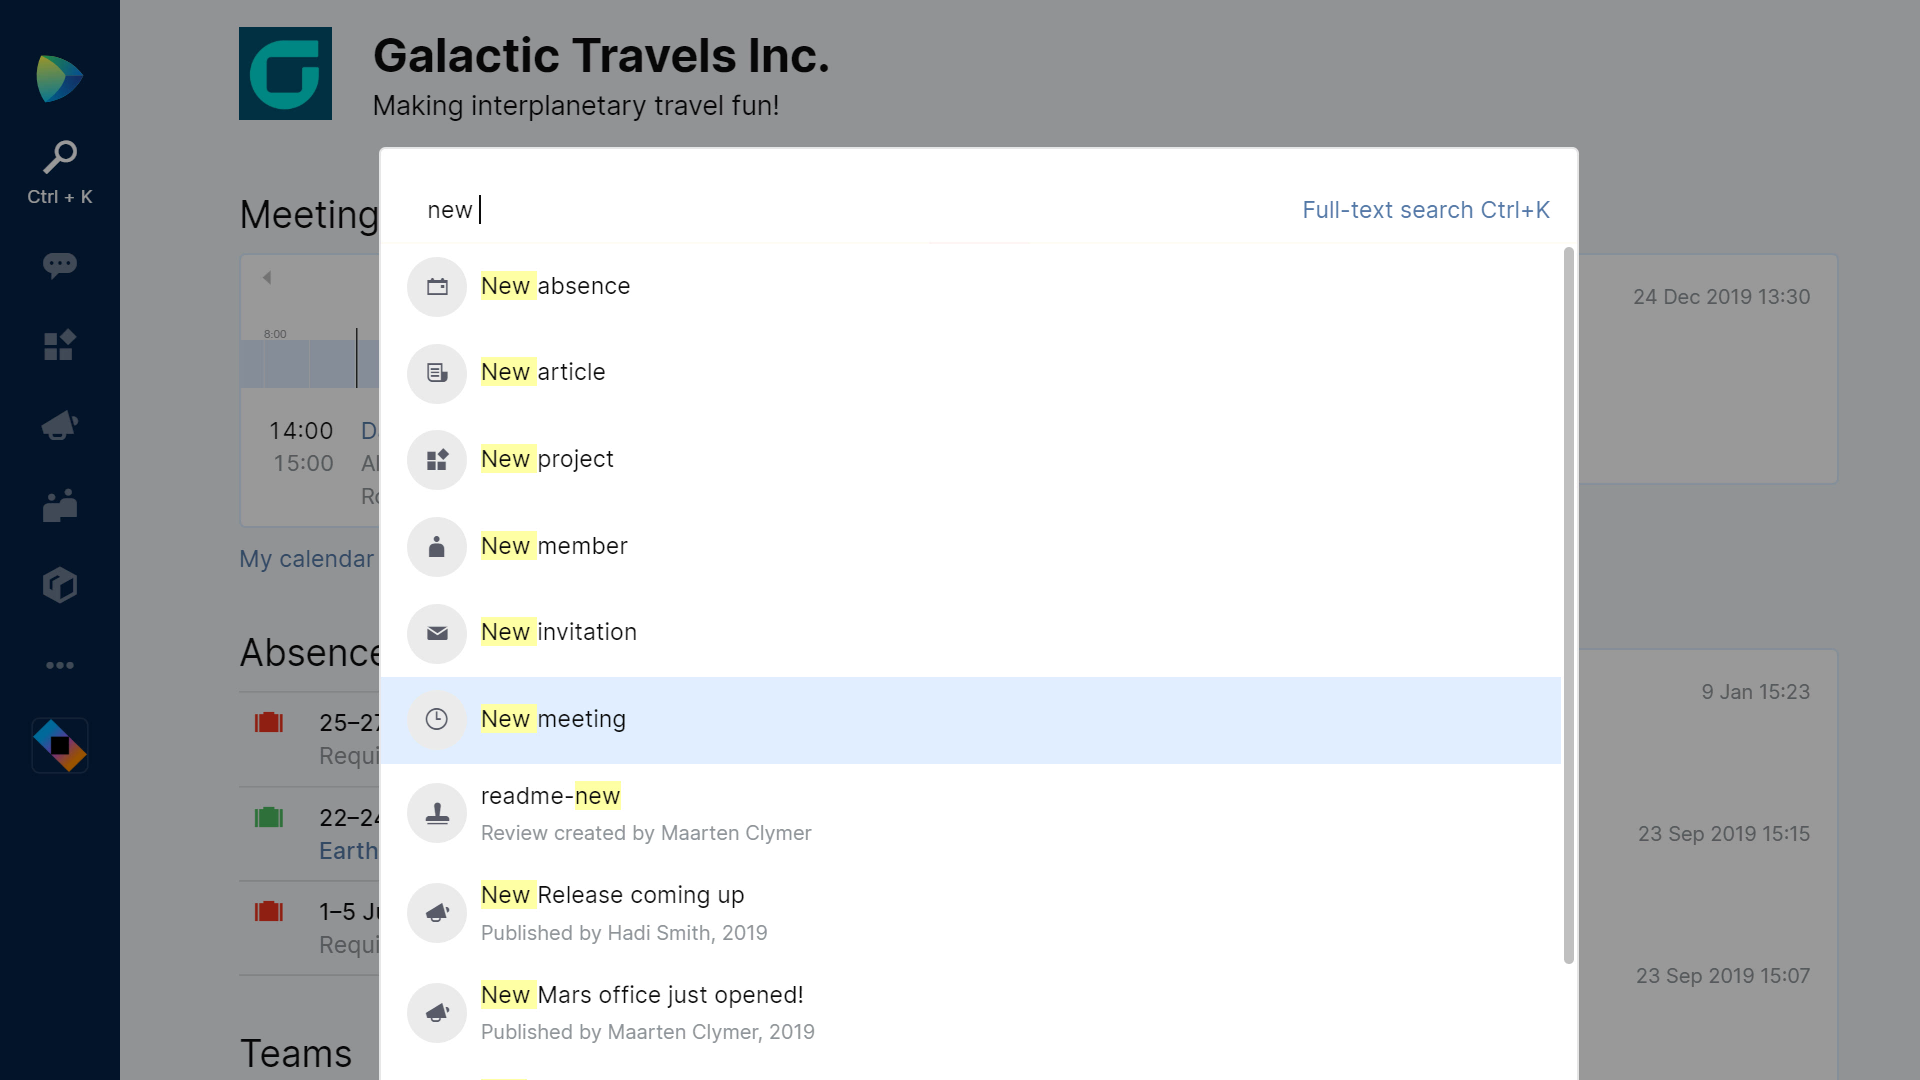 Galactic Travels Inc.
Making interplanetary travel fun!
Ctrl + K
Meeting
new
Full-text search Ctrl+K
8:00
14:00
15:00
My calendar
24 Dec 2019 13:30
New absence
New article
New project
New member
New invitation
New meeting
readme-new
Review created by Maarten Clymer
New Release coming up
Published by Hadi Smith, 2019
New Mars office just opened!
Published by Maarten Clymer, 2019
Absence
25–27
Requi
22–24
Earth
1–5 Ju
Requi
Teams
9 Jan 15:23
23 Sep 2019 15:15
23 Sep 2019 15:07